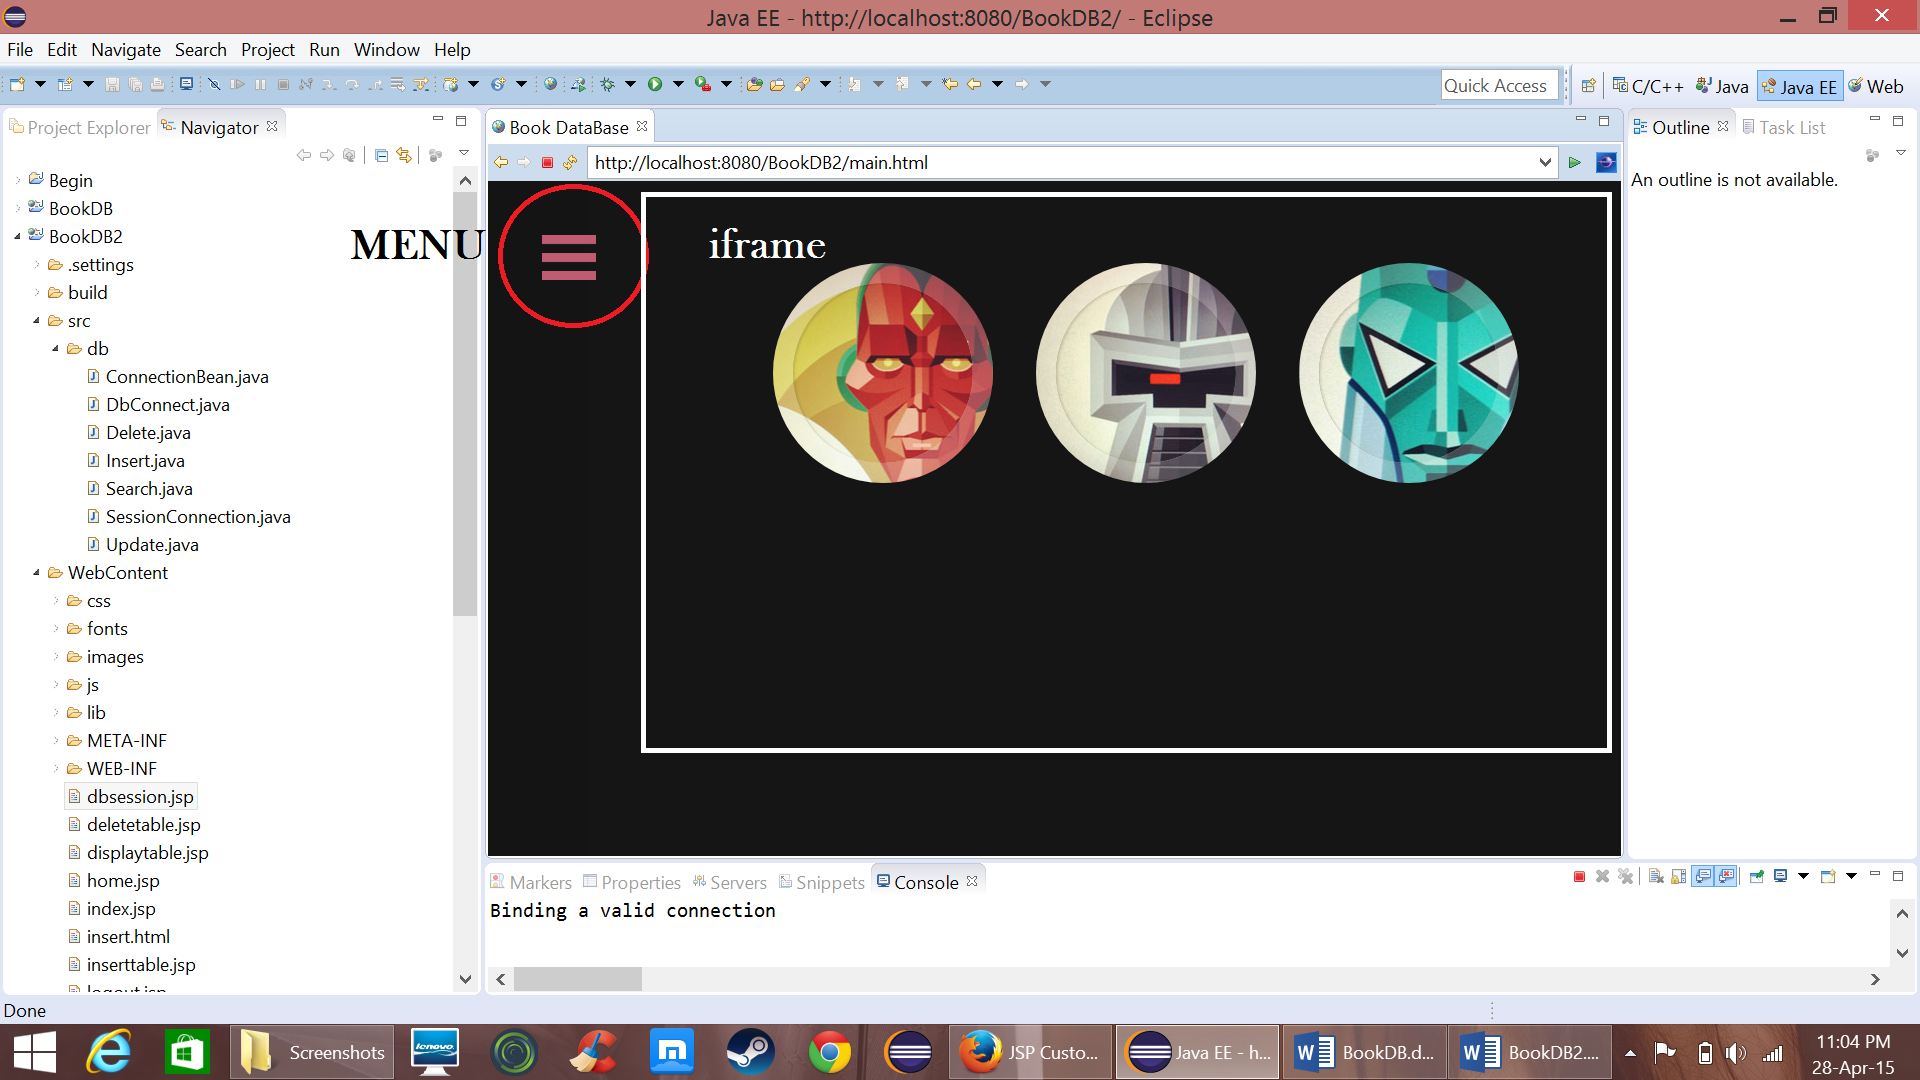 Java EE - http://localhost:8080/BookDB2/ - Eclipse
File Edit Navigate Search Project Run Window Help
Quick Access
C/C++ Java Java EE Web
Project Explorer Navigator
Book DataBase
Outline Task List
http://localhost:8080/BookDB2/main.html
An outline is not available.
Begin
BookDB
BookDB2
MENU
iframe
.settings
build
src
db
ConnectionBean.java
DbConnect.java
Delete.java
Insert.java
Search.java
SessionConnection.java
Update.java
WebContent
css
fonts
images
js
lib
META-INF
WEB-INF
dbsession.jsp
deletetable.jsp
displaytable.jsp
home.jsp
index.jsp
insert.html
inserttable.jsp
logout.jsp
Markers Properties Servers Snippets Console
Binding a valid connection
Done
Screenshots
lenovo
JSP Custo...
Java EE - h...
BookDB.d...
BookDB2....
11:04 PM
28-Apr-15